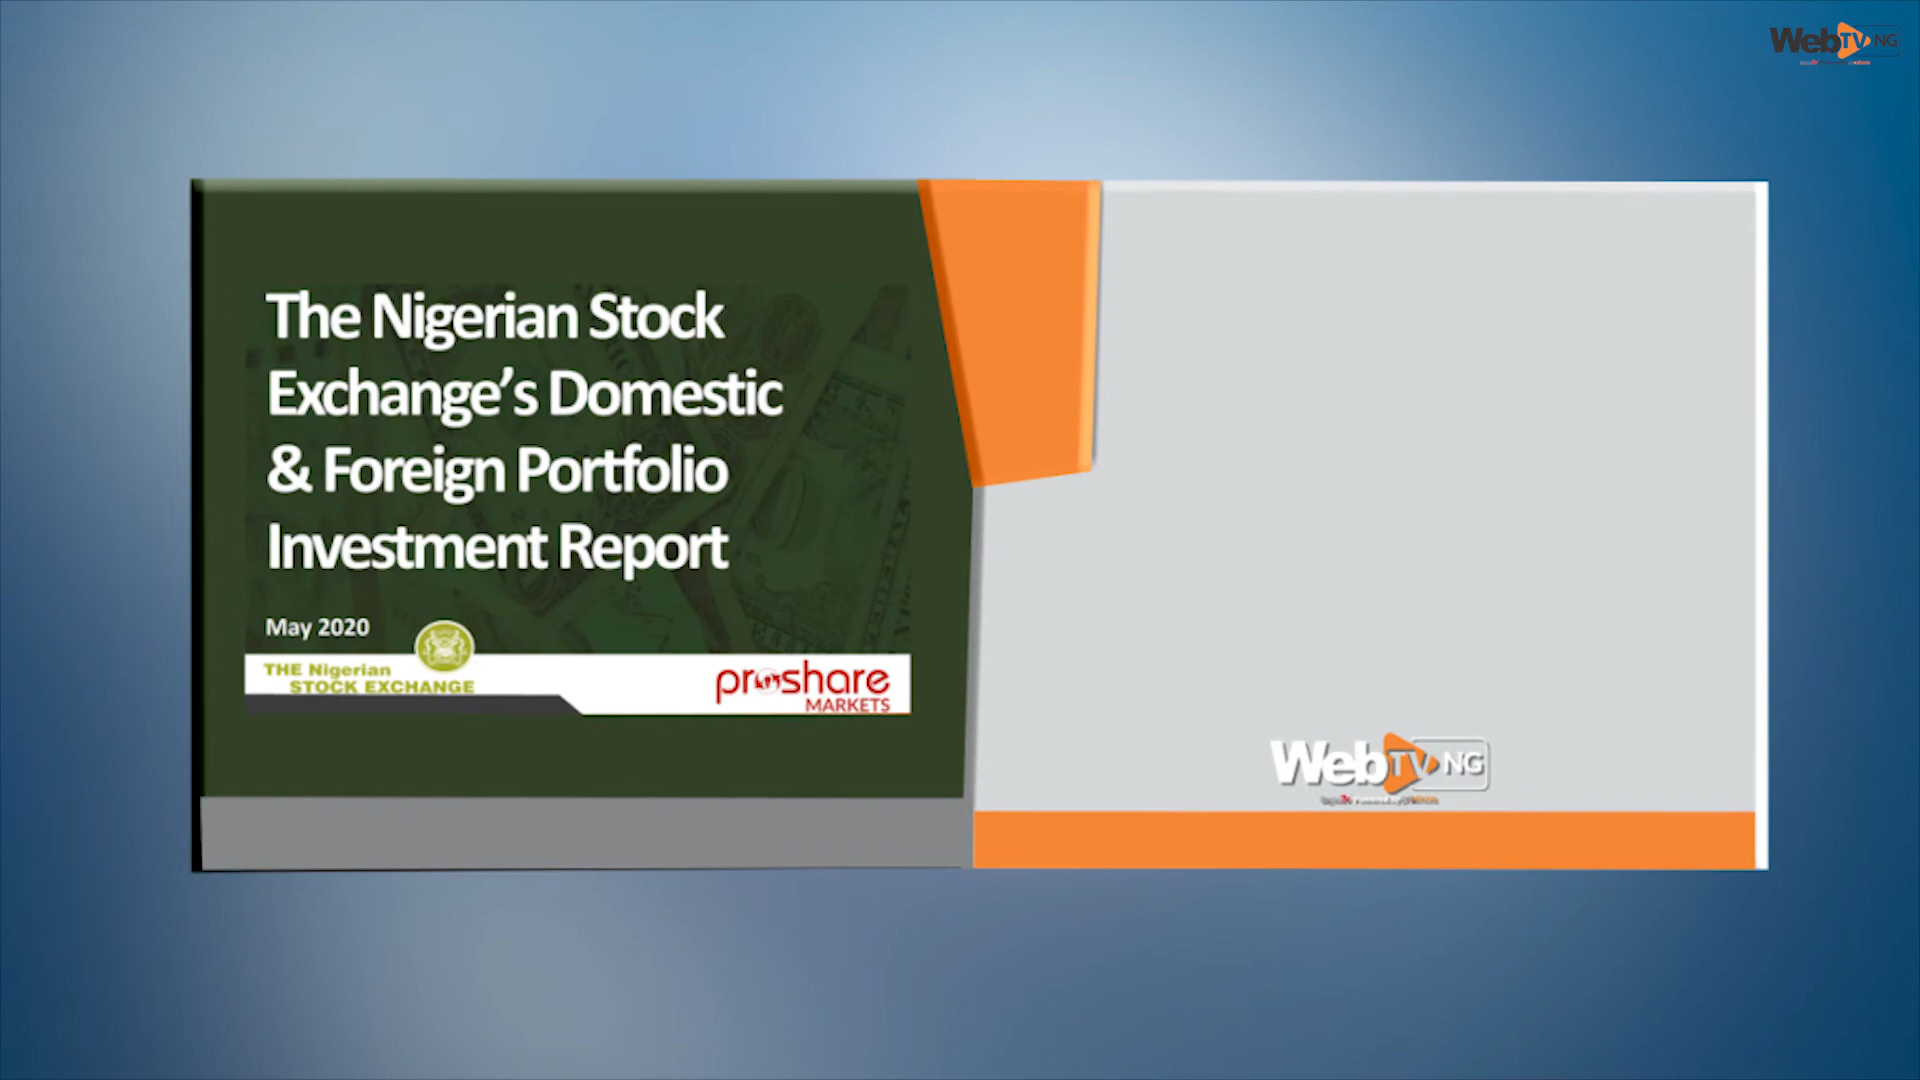 WebTV NG
The Nigerian Stock
Exchange's Domestic
& Foreign Portfolio
Investment Report
May 2020
THE Nigerian
STOCK EXCHANGE
proshare
MARKETS
WebTV NG